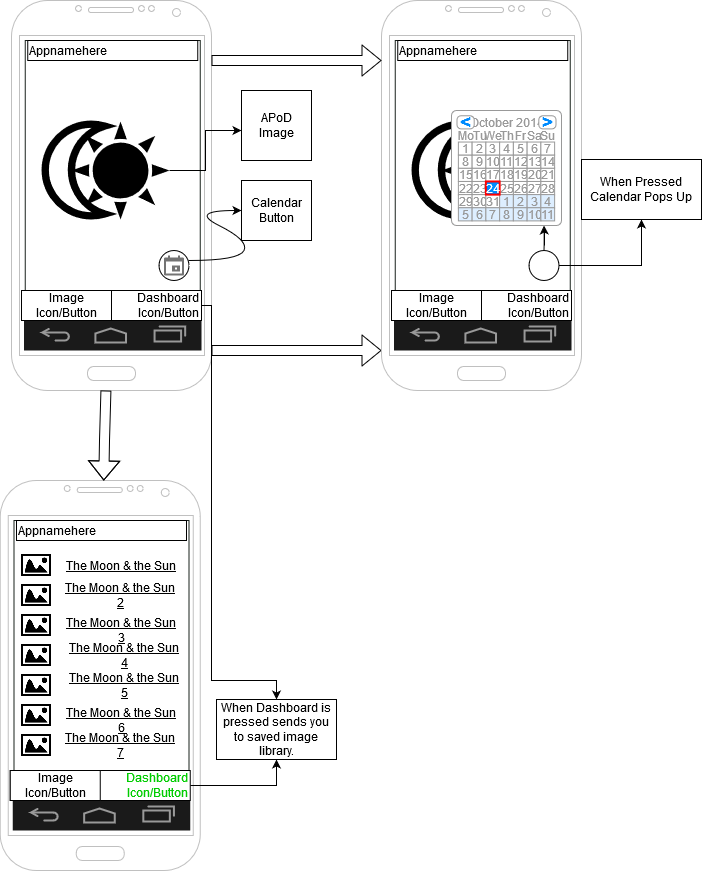 Appnamehere
APoD
Image
Calendar
Button
Image
Icon/Button
Dashboard
Icon/Button
Appnamehere
October 201
Mo Tu We Th Fr Sa Su
1 2 3 4 5 6 7
8 9 10 11 12 13 14
15 16 17 18 19 20 21
22 23 24 25 26 27 28
29 30 31 1 2 3 4
5 6 7 8 9 10 11
When Pressed
Calendar Pops Up
Image
Icon/Button
Dashboard
Icon/Button
Appnamehere
The Moon & the Sun
The Moon & the Sun
2
The Moon & the Sun
3
The Moon & the Sun
4
The Moon & the Sun
5
The Moon & the Sun
6
The Moon & the Sun
7
Image
Icon/Button
Dashboard
Icon/Button
When Dashboard is
pressed sends you
to saved image
library.